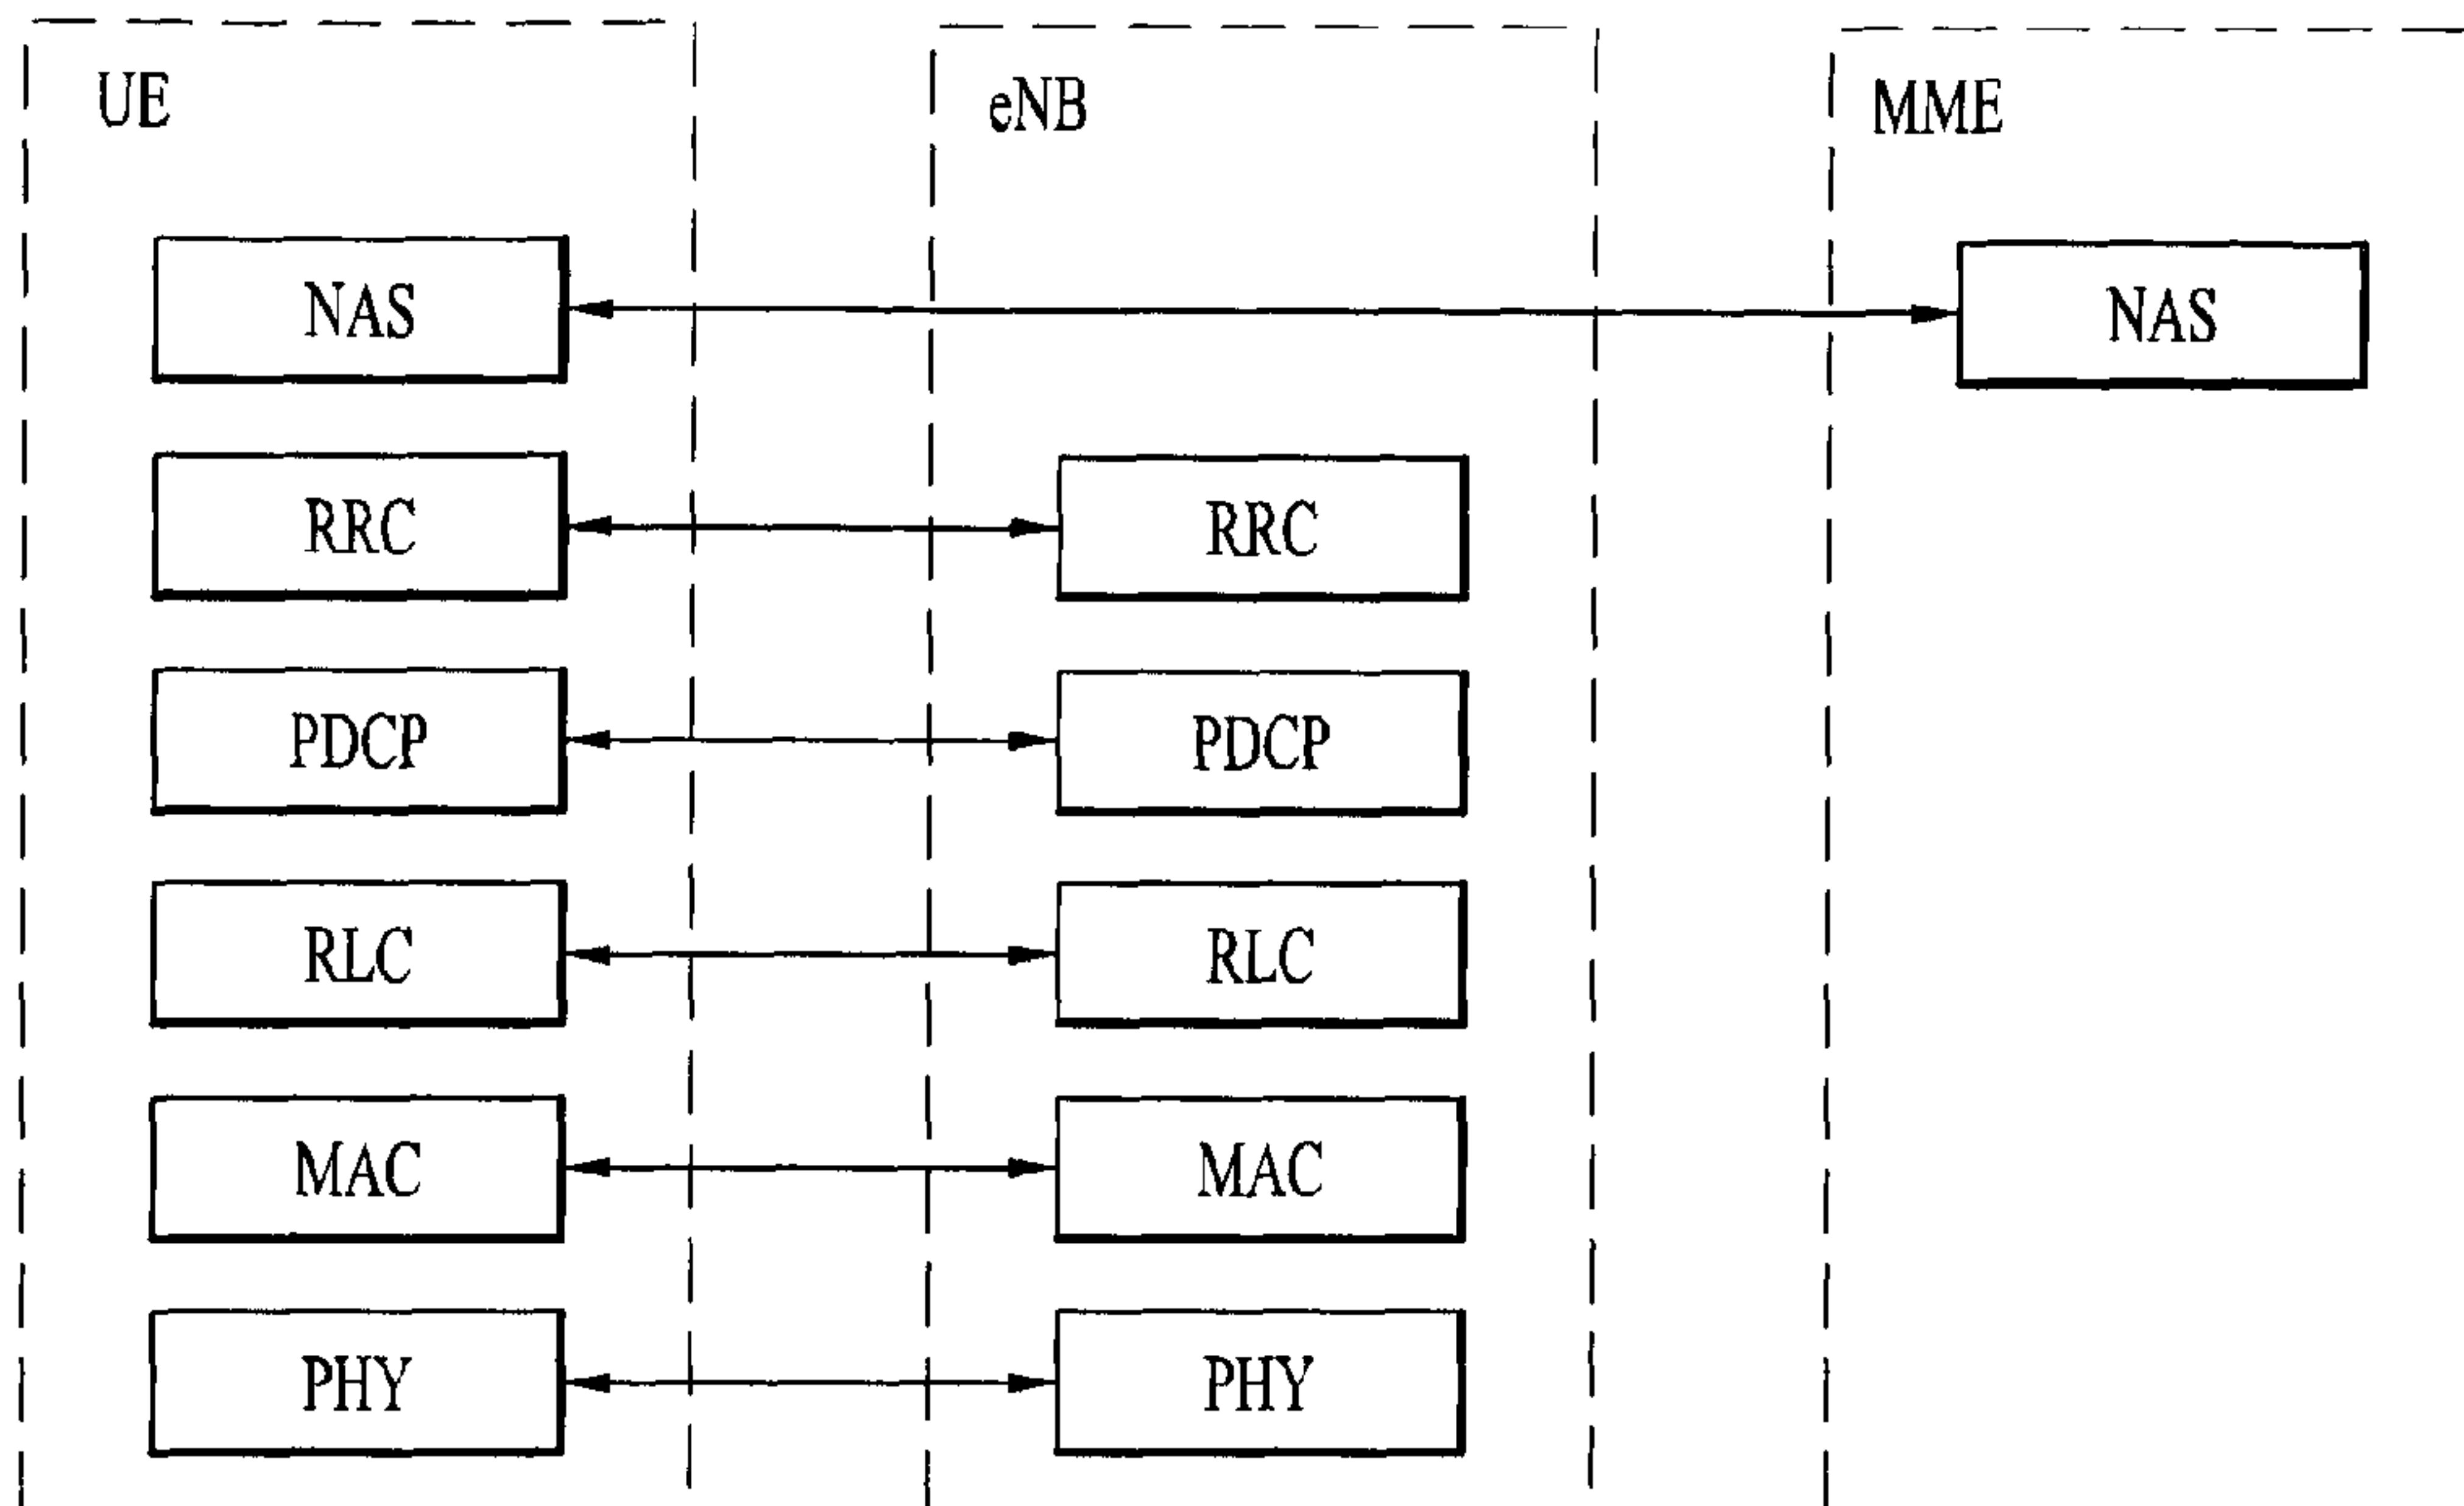 UE eNB MME
NAS NAS
RRC RRC
PDCP PDCP
RLC RLC
MAC MAC
PHY PHY